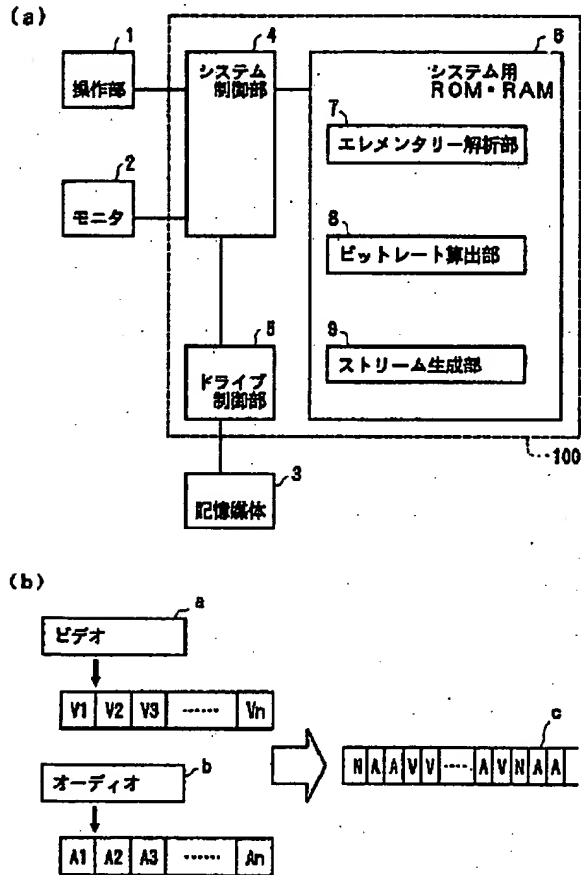 (a)
1
操作部
2
モニタ
4
システム
制御部
5
ドライブ
制御部
3
記憶媒体
6
システム用
ROM・RAM
7
エレメンタリー解析部
8
ビットレート算出部
9
ストリーム生成部
100
(b)
a
ビデオ
V1 V2 V3 ‥‥‥ Vn
b
オーディオ
A1 A2 A3 ‥‥‥ An
c
N A A V V ‥‥‥ A V N A A